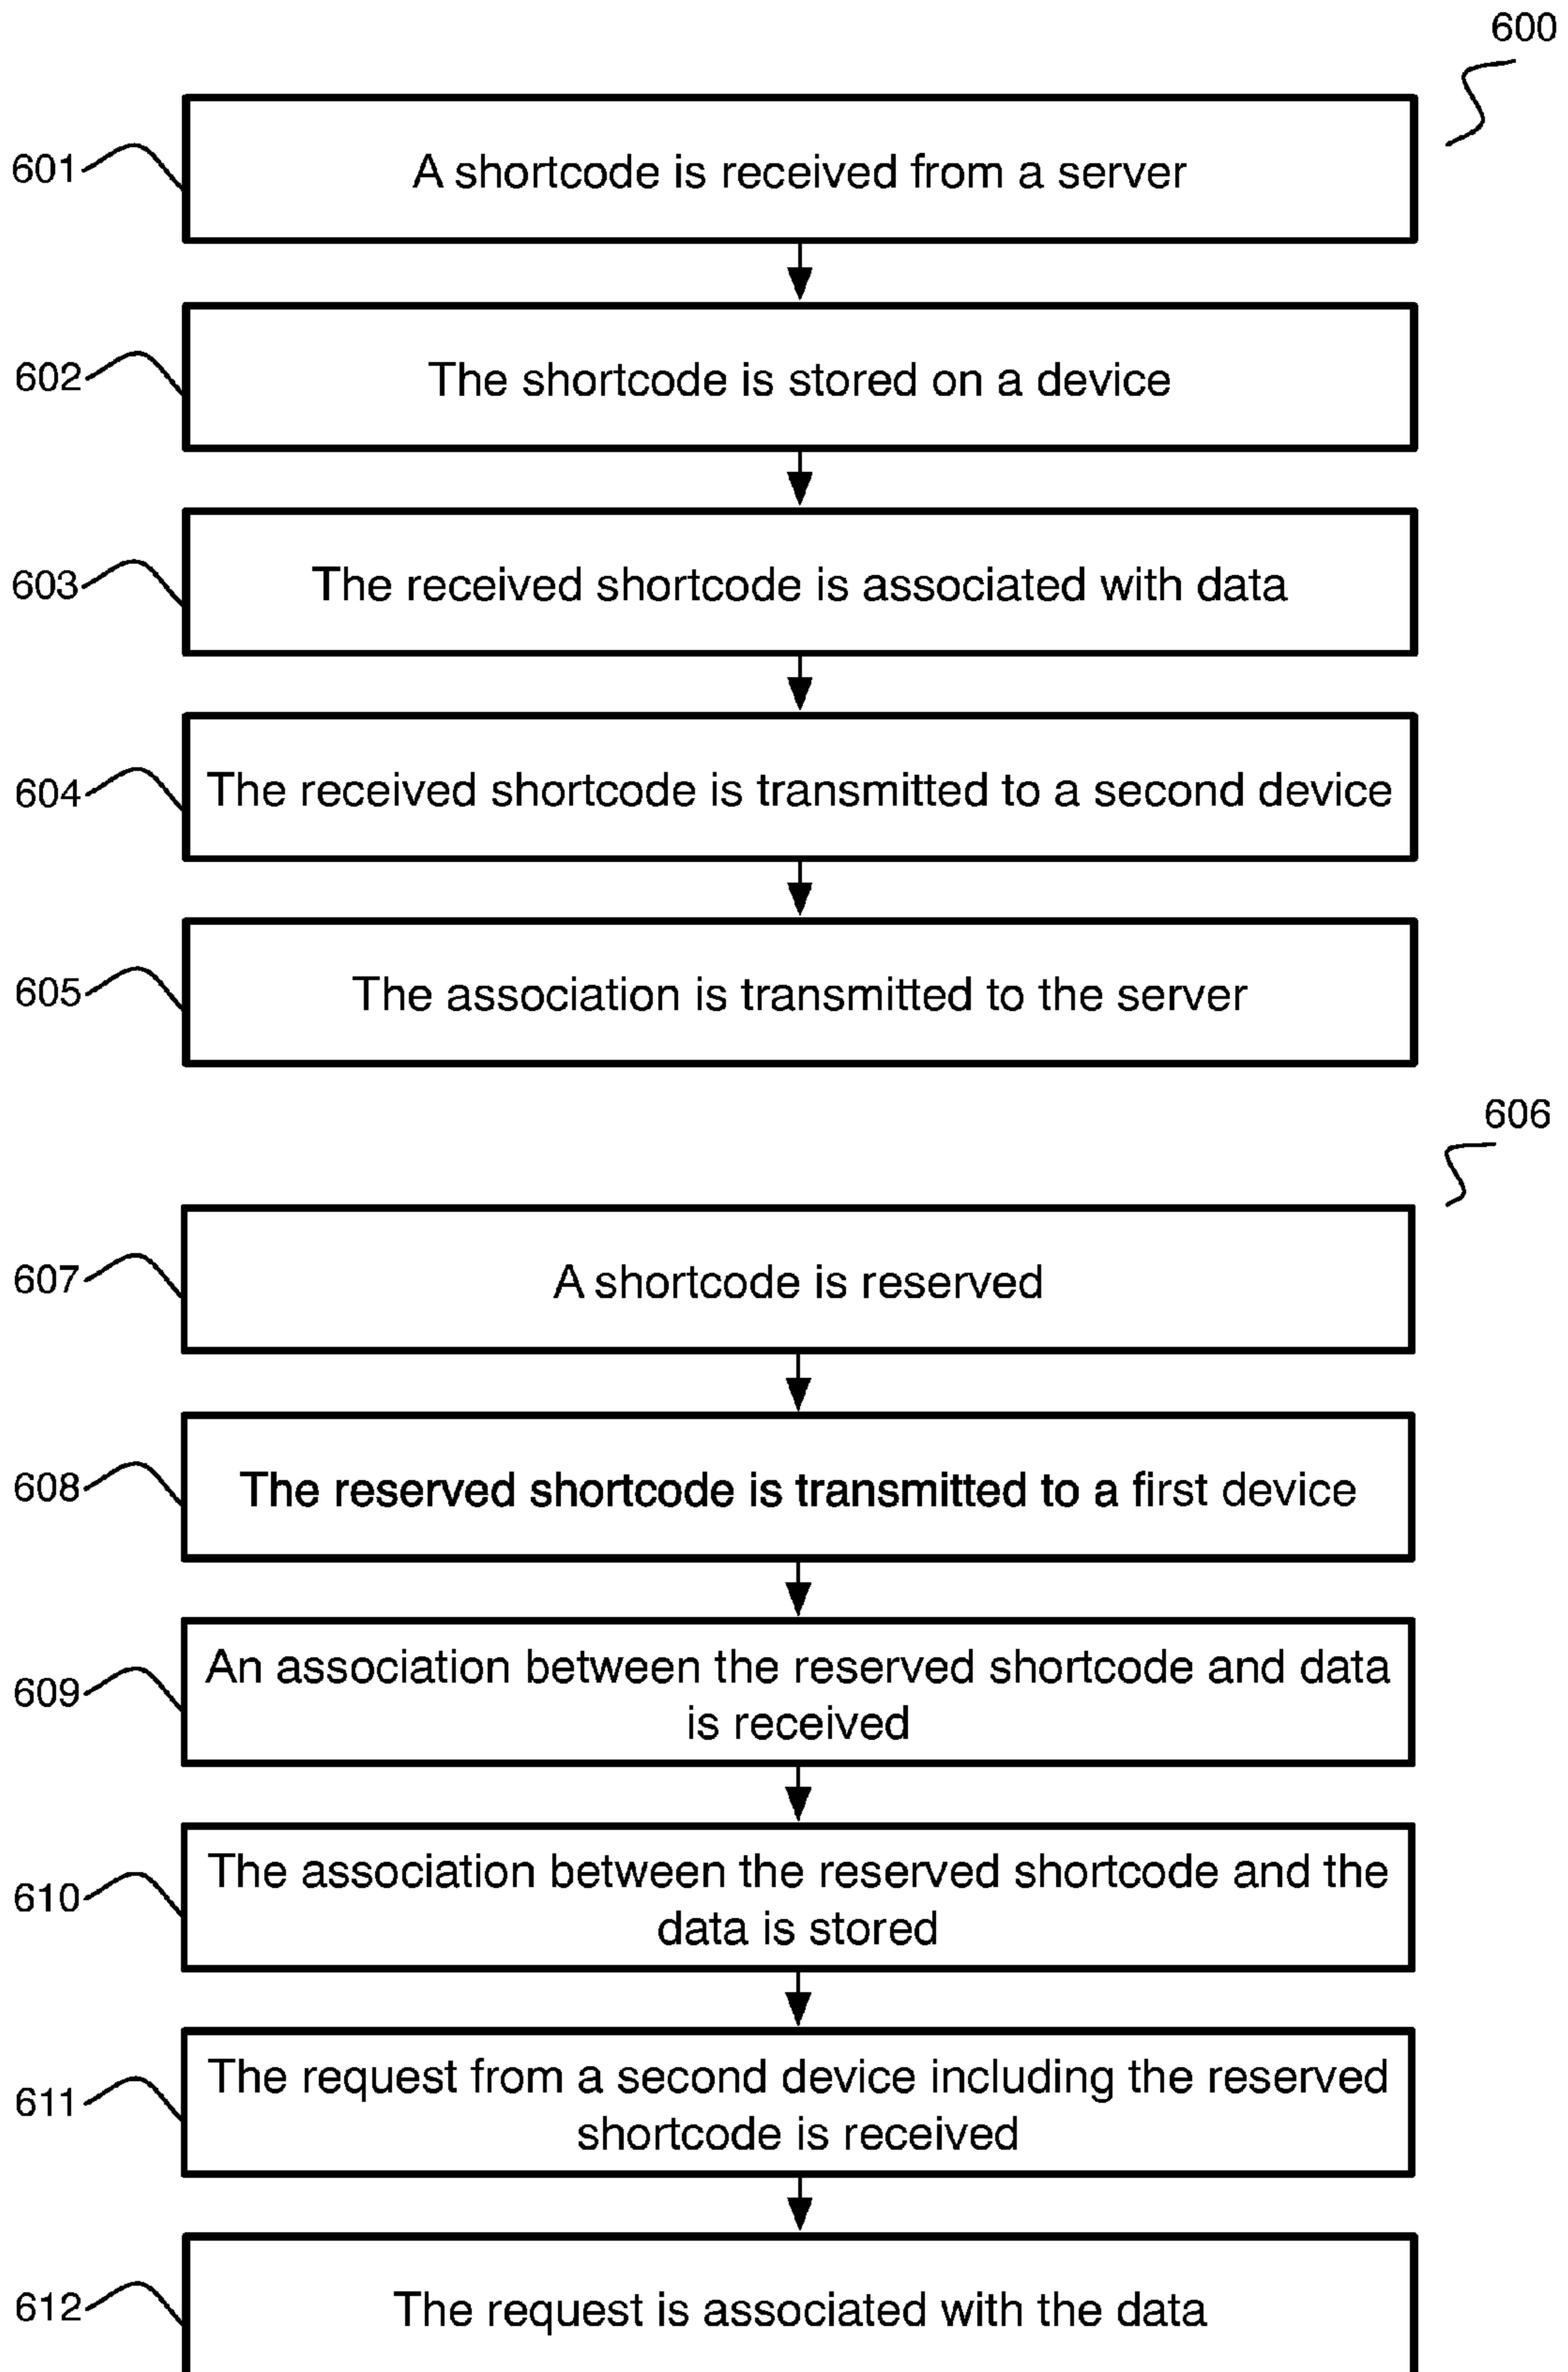 600
601
A shortcode is received from a server
602
The shortcode is stored on a device
603
The received shortcode is associated with data
604
The received shortcode is transmitted to a second device
605
The association is transmitted to the server
606
607
A shortcode is reserved
608
The reserved shortcode is transmitted to a first device
609
An association between the reserved shortcode and data
is received
610
The association between the reserved shortcode and the
data is stored
611
The request from a second device including the reserved
shortcode is received
612
The request is associated with the data